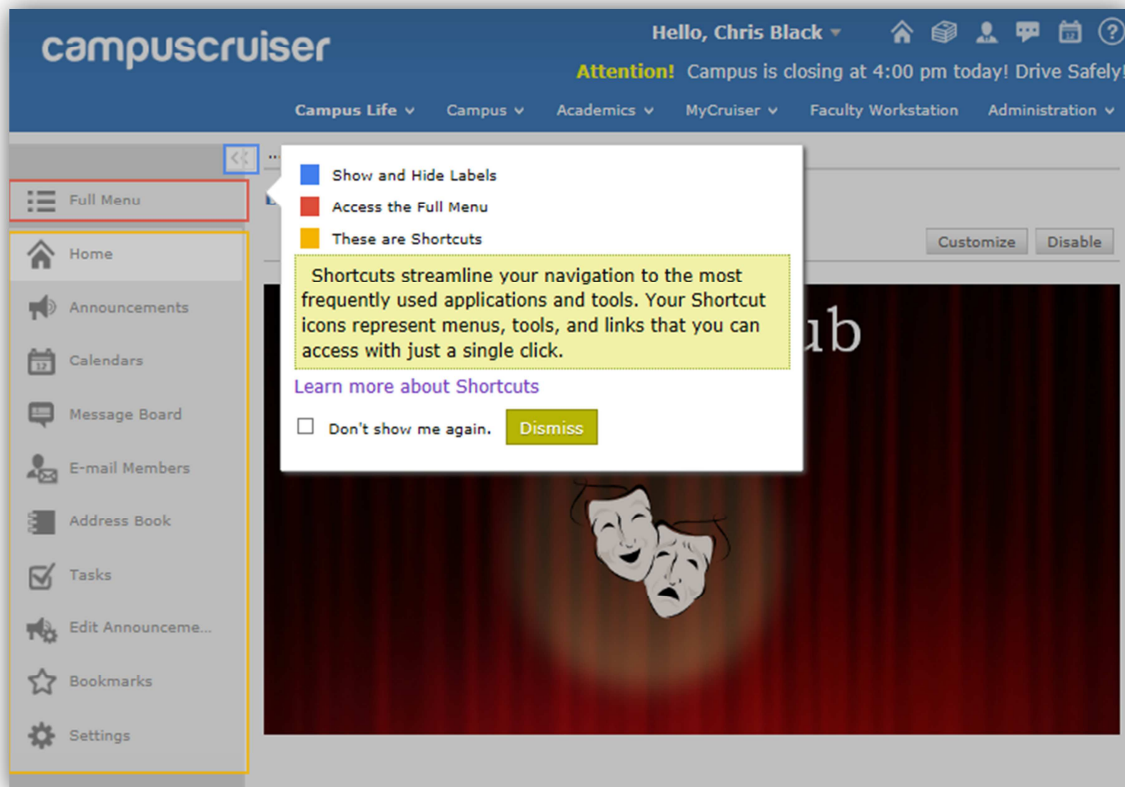 campuscruiser
Hello, Chris Black
12
?
Attention! Campus is closing at 4:00 pm today! Drive Safely!
Campus Life Campus Academics MyCruiser Faculty Workstation Administration
...
Full Menu
Home
Announcements
12
Calendars
Message Board
E-mail Members
Address Book
Tasks
Edit Announceme...
Bookmarks
Settings
Show and Hide Labels
Access the Full Menu
These are Shortcuts
Shortcuts streamline your navigation to the most
frequently used applications and tools. Your Shortcut
icons represent menus, tools, and links that you can
access with just a single click.
Learn more about Shortcuts
Don't show me again. Dismiss
Customize Disable
ub